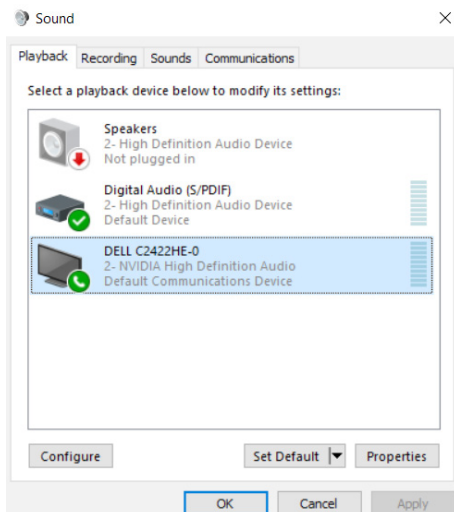 Sound
Playback Recording Sounds Communications
Select a playback device below to modify its settings:
Speakers
2- High Definition Audio Device
Not plugged in
Digital Audio (S/PDIF)
2- High Definition Audio Device
Default Device
DELL C2422HE-0
2- NVIDIA High Definition Audio
Default Communications Device
Configure Set Default Properties
OK Cancel Apply